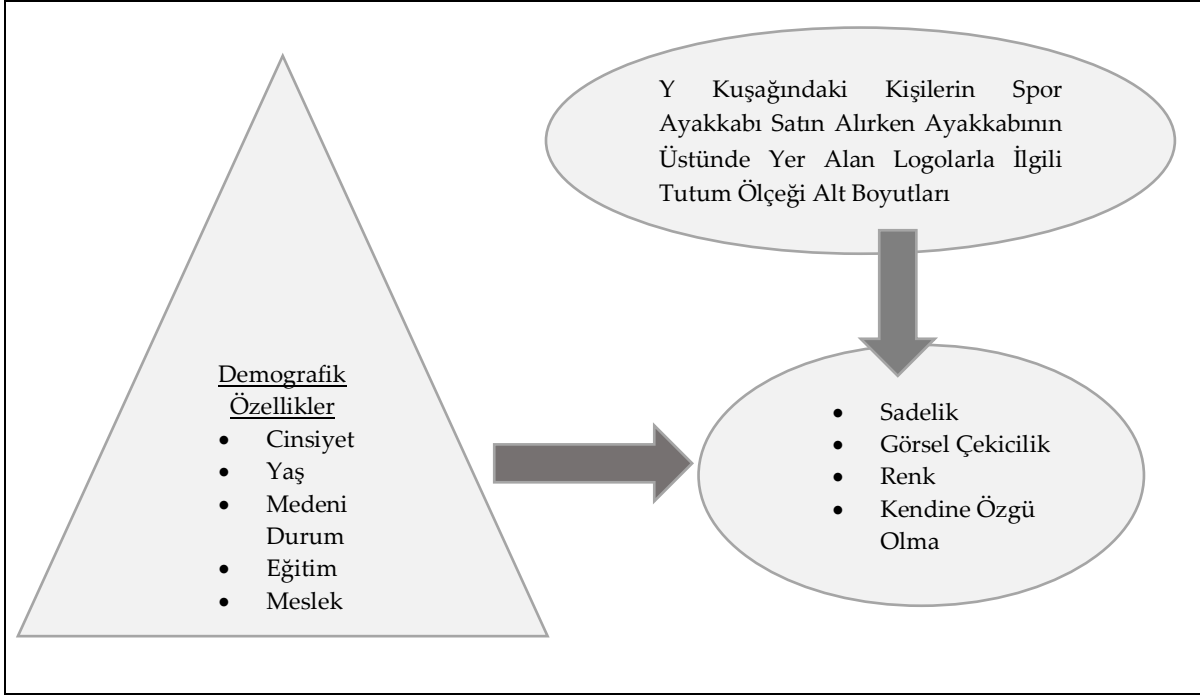 Y Kuşağındaki Kişilerin Spor
Ayakkabı Satın Alırken Ayakkabının
Üstünde Yer Alan Logolarla İlgili
Tutum Ölçeği Alt Boyutları
Demografik
Özellikler
• Cinsiyet
• Yaş
• Medeni
Durum
• Eğitim
• Meslek
• Sadelik
• Görsel Çekicilik
• Renk
• Kendine Özgü
Olma